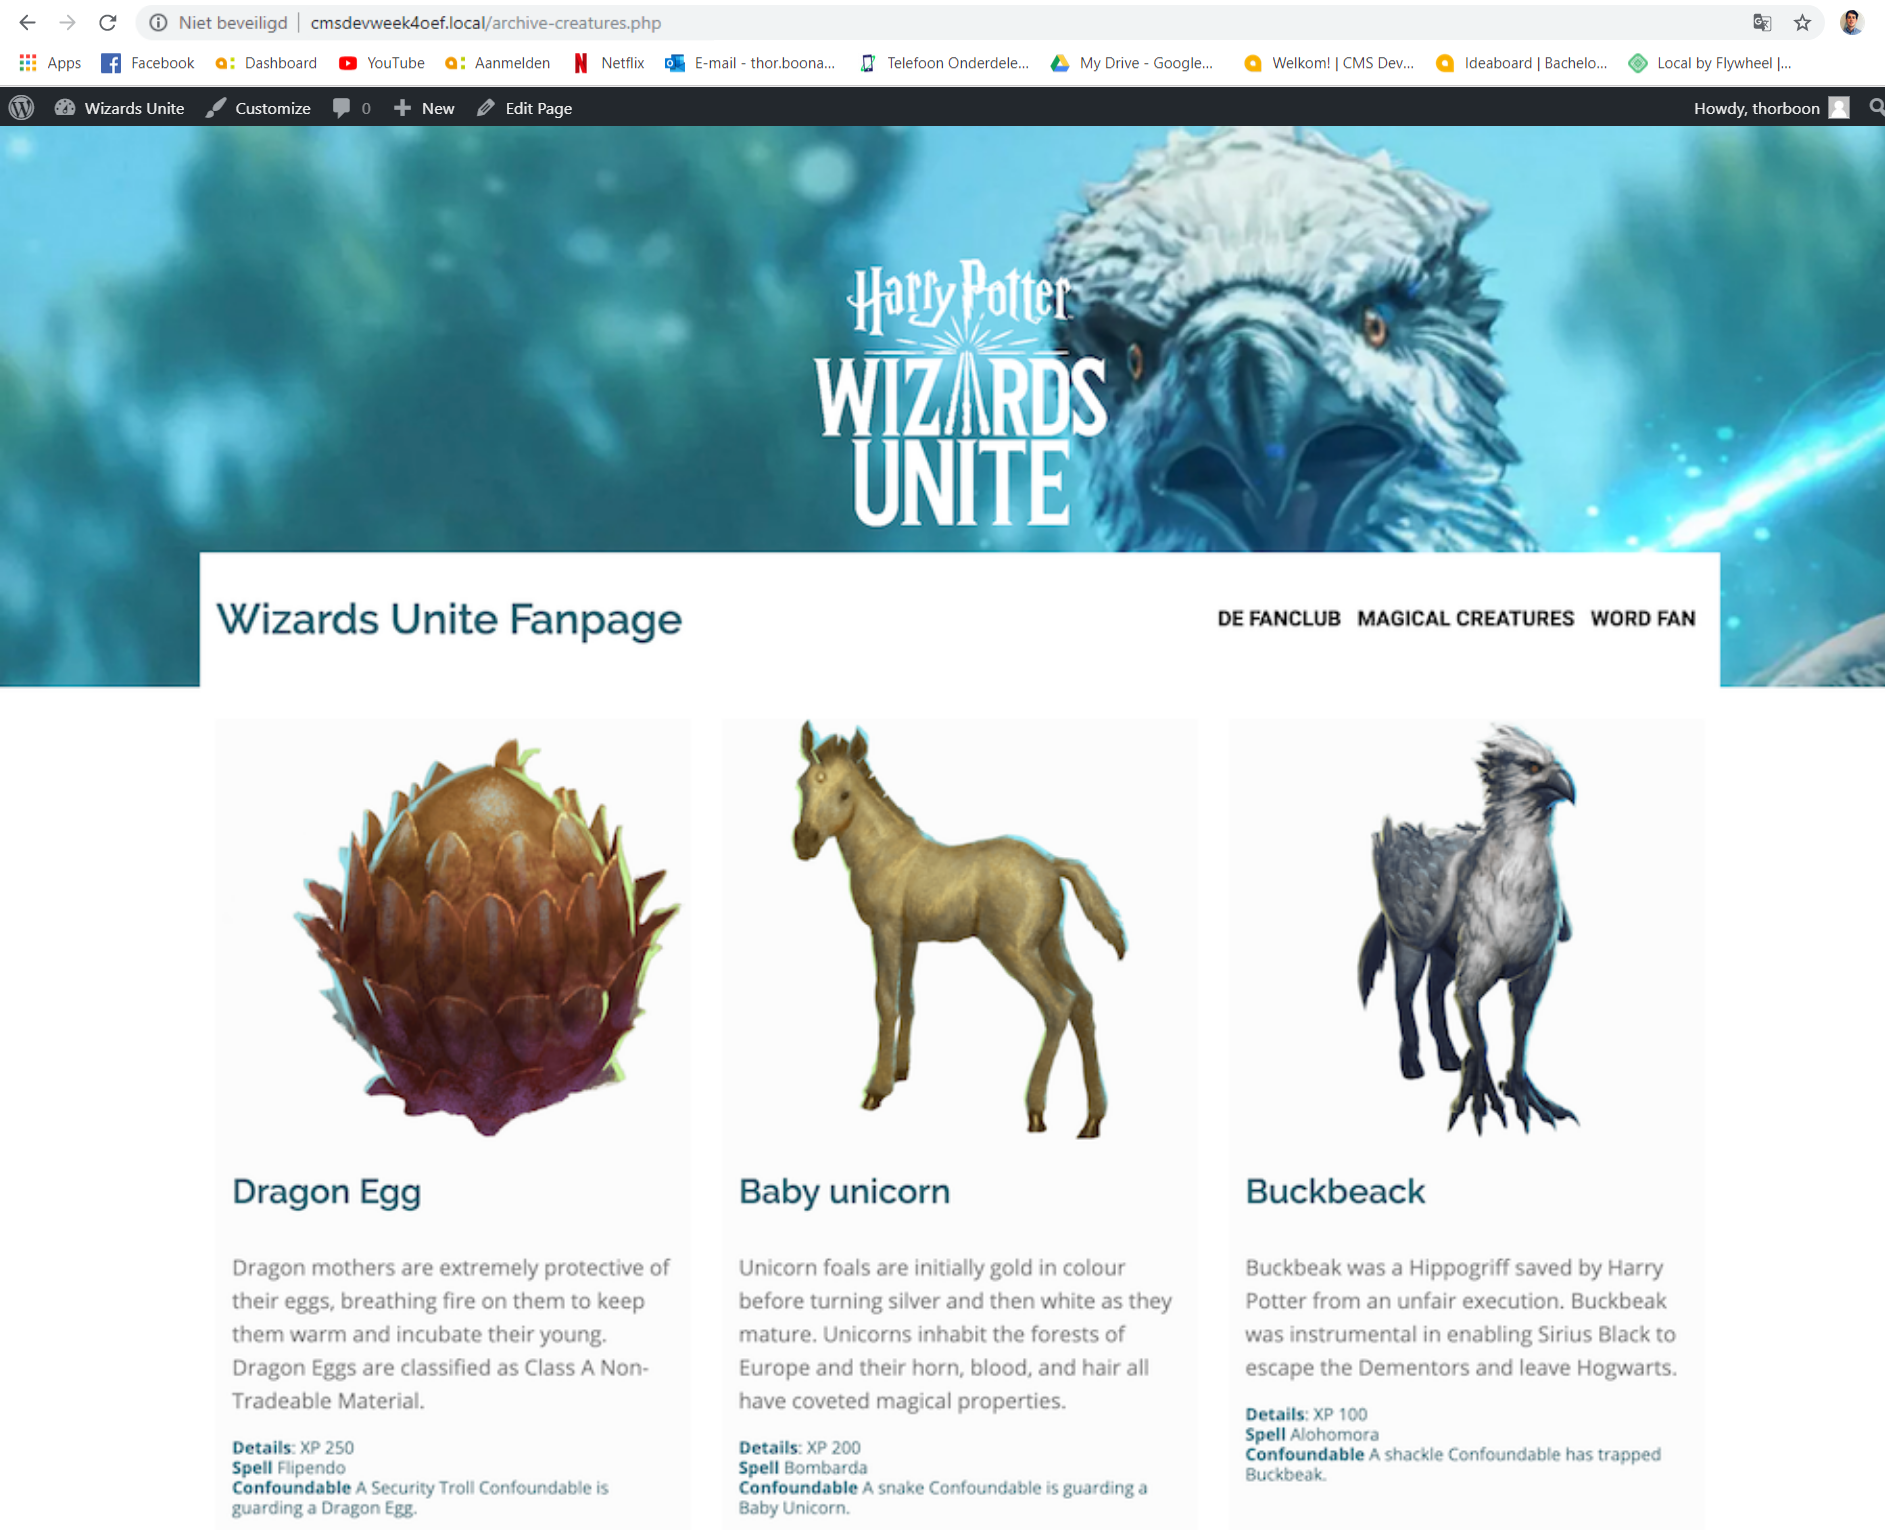 Niet beveiligd | cmsdevweek4oef.local/archive-creatures.php
Apps Facebook Dashboard YouTube Aanmelden Netflix E-mail - thor.boona... Telefoon Onderdele... My Drive - Google... Welkom! | CMS Dev... Ideaboard | Bachelo... Local by Flywheel |...
Wizards Unite Customize 0 New Edit Page Howdy, thorboon
Harry Potter
WIZARDS
UNITE
Wizards Unite Fanpage
DE FANCLUB MAGICAL CREATURES WORD FAN
Dragon Egg
Dragon mothers are extremely protective of
their eggs, breathing fire on them to keep
them warm and incubate their young.
Dragon Eggs are classified as Class A Non-
Tradeable Material.
Details: XP 250
Spell Flipendo
Confoundable A Security Troll Confoundable is
guarding a Dragon Egg.
Baby unicorn
Unicorn foals are initially gold in colour
before turning silver and then white as they
mature. Unicorns inhabit the forests of
Europe and their horn, blood, and hair all
have coveted magical properties.
Details: XP 200
Spell Bombarda
Confoundable A snake Confoundable is guarding a
Baby Unicorn.
Buckbeack
Buckbeak was a Hippogriff saved by Harry
Potter from an unfair execution. Buckbeak
was instrumental in enabling Sirius Black to
escape the Dementors and leave Hogwarts.
Details: XP 100
Spell Alohomora
Confoundable A shackle Confoundable has trapped
Buckbeak.